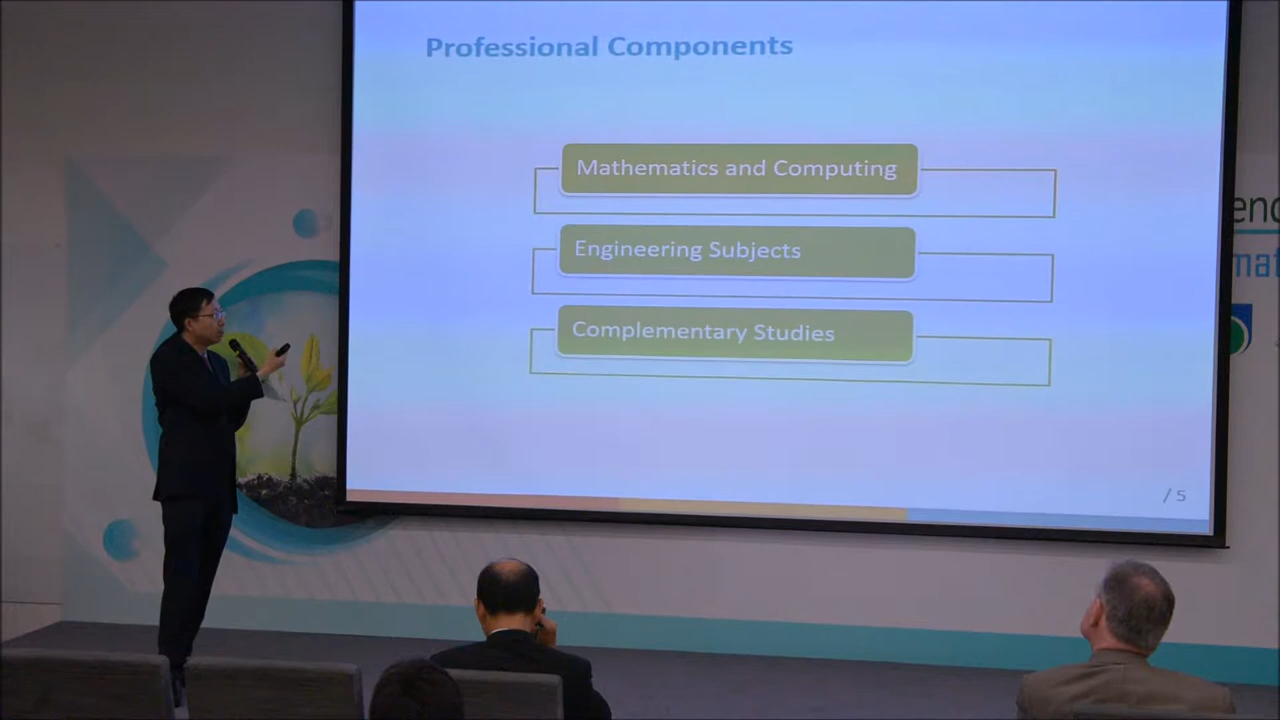 Professional Components
Mathematics and Computing
Engineering Subjects
Complementary Studies
/ 5